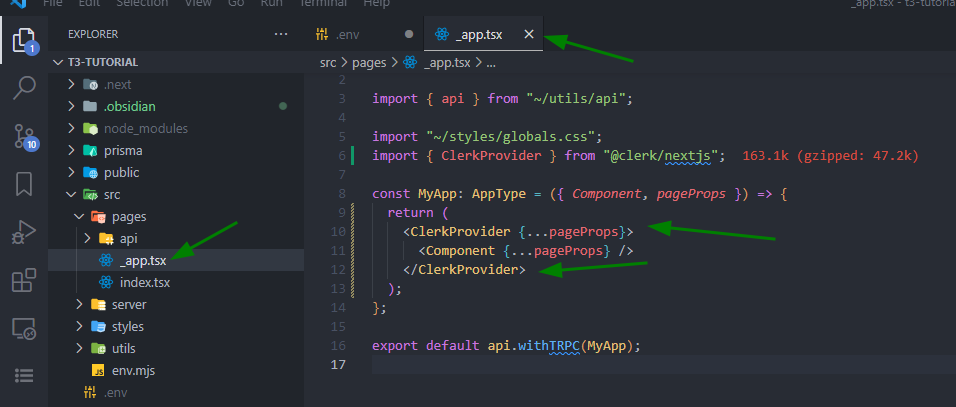 File Edit Selection View Go Run Terminal Help _app.tsx - t3-tutorial
EXPLORER
T3-TUTORIAL
.next
.obsidian
node_modules
prisma
public
src
pages
api
_app.tsx
index.tsx
server
styles
utils
JS env.mjs
.env
1
10
.env
_app.tsx
src > pages > _app.tsx > ...
2
3 import { api } from "~/utils/api";
4
5 import "~/styles/globals.css";
6 import { ClerkProvider } from "@clerk/nextjs"; 163.1k (gzipped: 47.2k)
7
8 const MyApp: AppType = ({ Component, pageProps }) => {
9 return (
10 <ClerkProvider {...pageProps}>
11 <Component {...pageProps} />
12 </ClerkProvider>
13 );
14 };
15
16 export default api.withTRPC(MyApp);
17